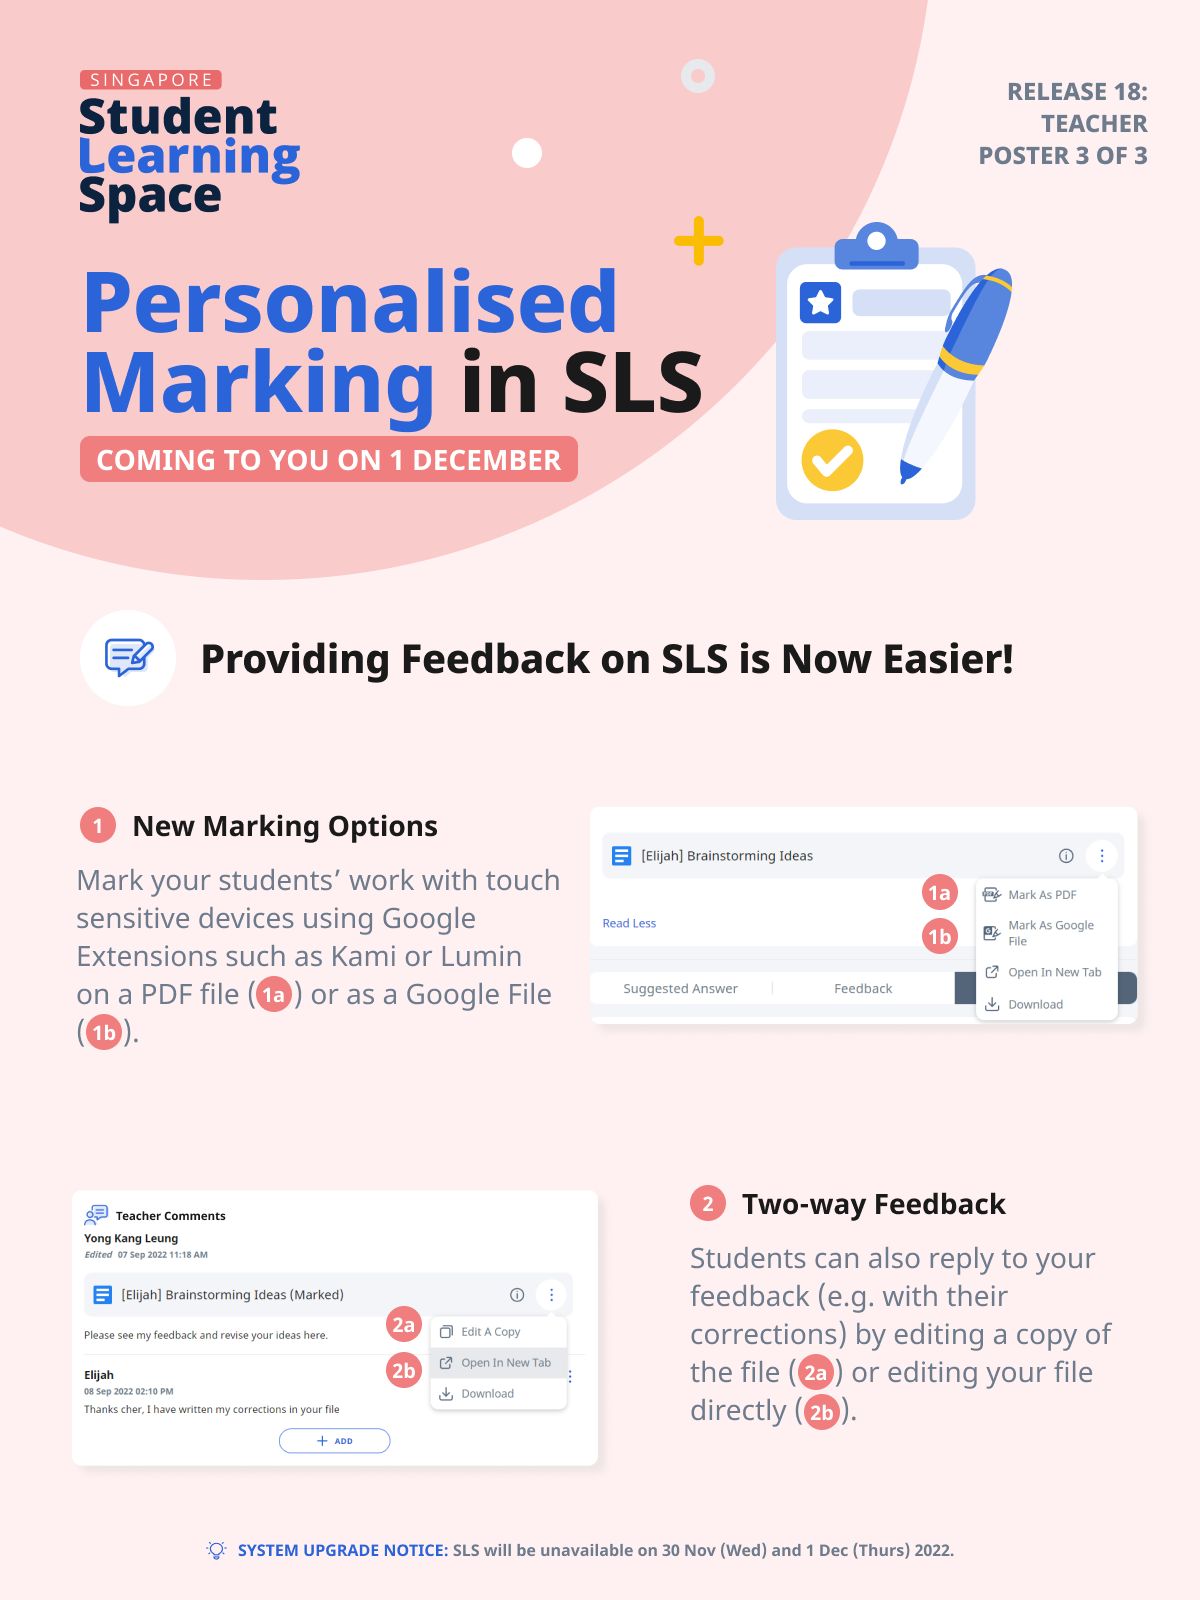 SINGAPORE
Student
Learning
Space
RELEASE 18:
TEACHER
POSTER 3 OF 3
Personalised
Marking in SLS
COMING TO YOU ON 1 DECEMBER
Providing Feedback on SLS is Now Easier!
1 New Marking Options
Mark your students’ work with touch
sensitive devices using Google
Extensions such as Kami or Lumin
on a PDF file (1a) or as a Google File
(1b).
[Elijah] Brainstorming Ideas
1a Mark As PDF
Read Less
1b Mark As Google
File
Open In New Tab
Suggested Answer
Feedback
Download
Teacher Comments
Yong Kang Leung
Edited 07 Sep 2022 11:18 AM
[Elijah] Brainstorming Ideas (Marked)
Please see my feedback and revise your ideas here.
2a Edit A Copy
2b Open In New Tab
Download
Elijah
08 Sep 2022 02:10 PM
Thanks cher, I have written my corrections in your file
+ ADD
2 Two-way Feedback
Students can also reply to your
feedback (e.g. with their
corrections) by editing a copy of
the file (2a) or editing your file
directly (2b).
SYSTEM UPGRADE NOTICE: SLS will be unavailable on 30 Nov (Wed) and 1 Dec (Thurs) 2022.